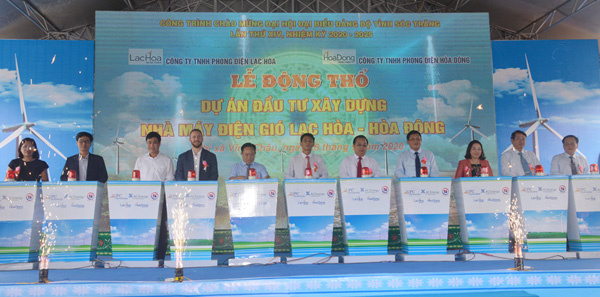 CÔNG TRÌNH CHÀO MỪNG ĐẠI HỘI ĐẠI BIỂU ĐẢNG BỘ TỈNH SÓC TRĂNG
LẦN THỨ XIV, NHIỆM KỲ 2020 - 2025
LacHoa CÔNG TY TNHH PHONG ĐIỆN LẠC HÒA
HoaDong CÔNG TY TNHH PHONG ĐIỆN HÒA ĐÔNG
LỄ ĐỘNG THỔ
DỰ ÁN ĐẦU TƯ XÂY DỰNG
NHÀ MÁY ĐIỆN GIÓ LẠC HÒA - HÒA ĐÔNG
2020